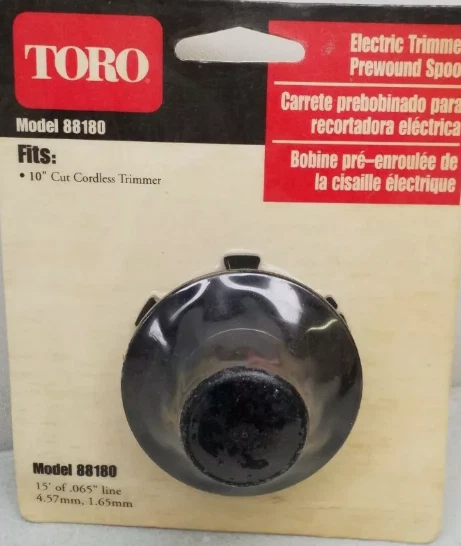 TORO
Electric Trimme
Prewound Spoo
Carrete prebobinado para
recortadora eléctrica
Bobine pré–enroulée de
la cisaille électrique
Model 88180
Fits:
• 10" Cut Cordless Trimmer
Model 88180
15' of .065" line
4.57mm, 1.65mm